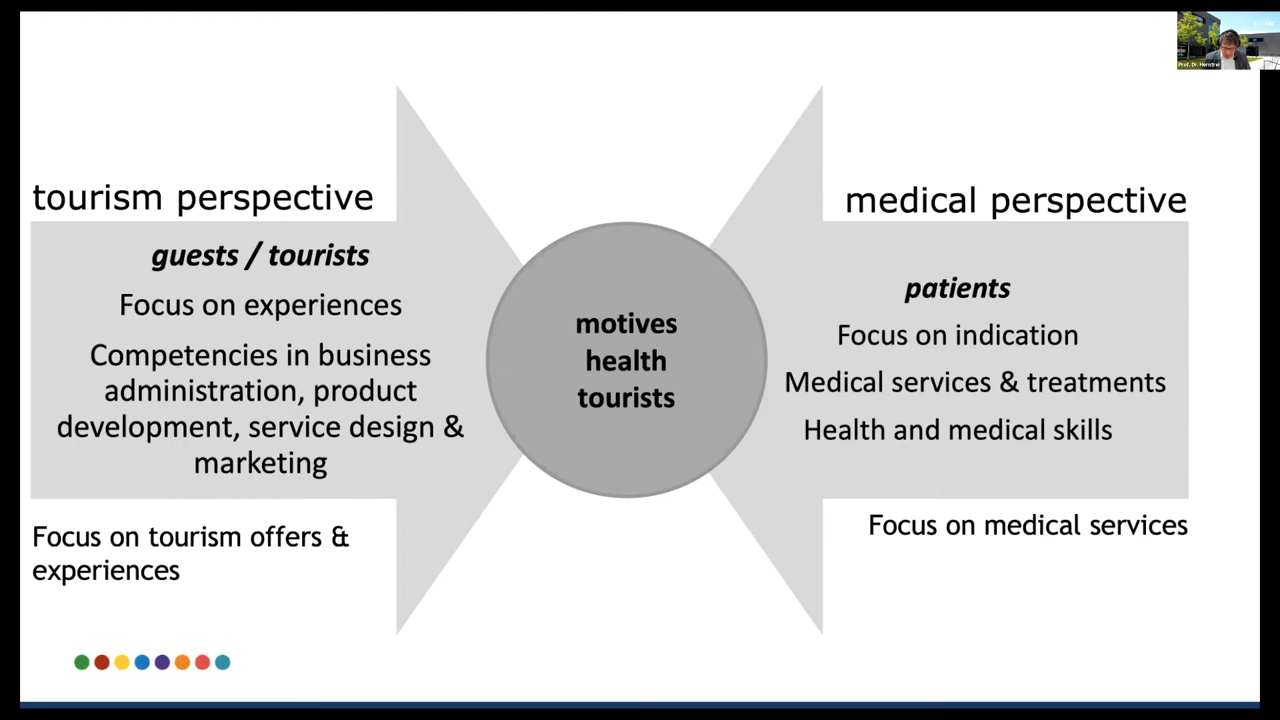 tourism perspective
guests / tourists
Focus on experiences
Competencies in business
administration, product
development, service design &
marketing
Focus on tourism offers &
experiences
motives
health
tourists
medical perspective
patients
Focus on indication
Medical services & treatments
Health and medical skills
Focus on medical services
Prof. Dr.